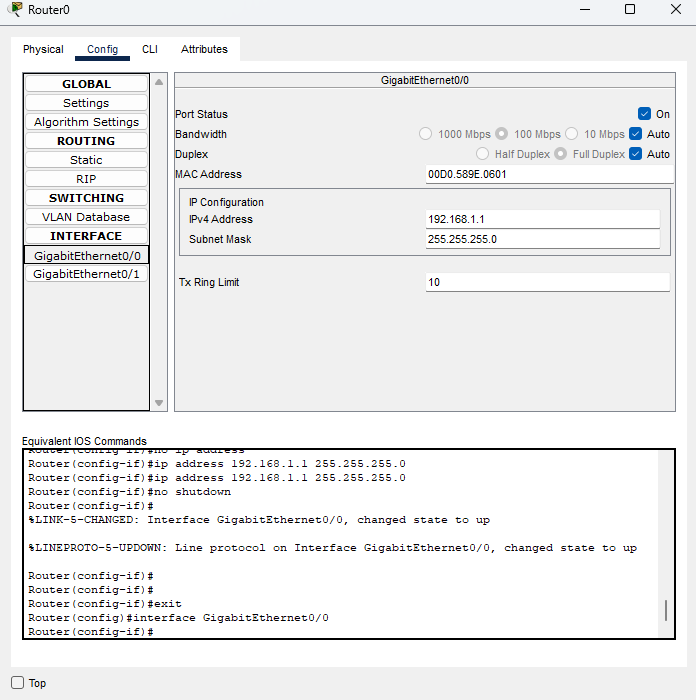 Router0
Physical Config CLI Attributes
GLOBAL
Settings
Algorithm Settings
ROUTING
Static
RIP
SWITCHING
VLAN Database
INTERFACE
GigabitEthernet0/0
GigabitEthernet0/1
GigabitEthernet0/0
Port Status On
Bandwidth 1000 Mbps 100 Mbps 10 Mbps Auto
Duplex Half Duplex Full Duplex Auto
MAC Address 00D0.589E.0601
IP Configuration
IPv4 Address 192.168.1.1
Subnet Mask 255.255.255.0
Tx Ring Limit 10
Equivalent IOS Commands
Router(config-if)#no ip address
Router(config-if)#ip address 192.168.1.1 255.255.255.0
Router(config-if)#ip address 192.168.1.1 255.255.255.0
Router(config-if)#no shutdown
Router(config-if)#
%LINK-5-CHANGED: Interface GigabitEthernet0/0, changed state to up
%LINEPROTO-5-UPDOWN: Line protocol on Interface GigabitEthernet0/0, changed state to up
Router(config-if)#
Router(config-if)#
Router(config-if)#exit
Router(config)#interface GigabitEthernet0/0
Router(config-if)#
Top